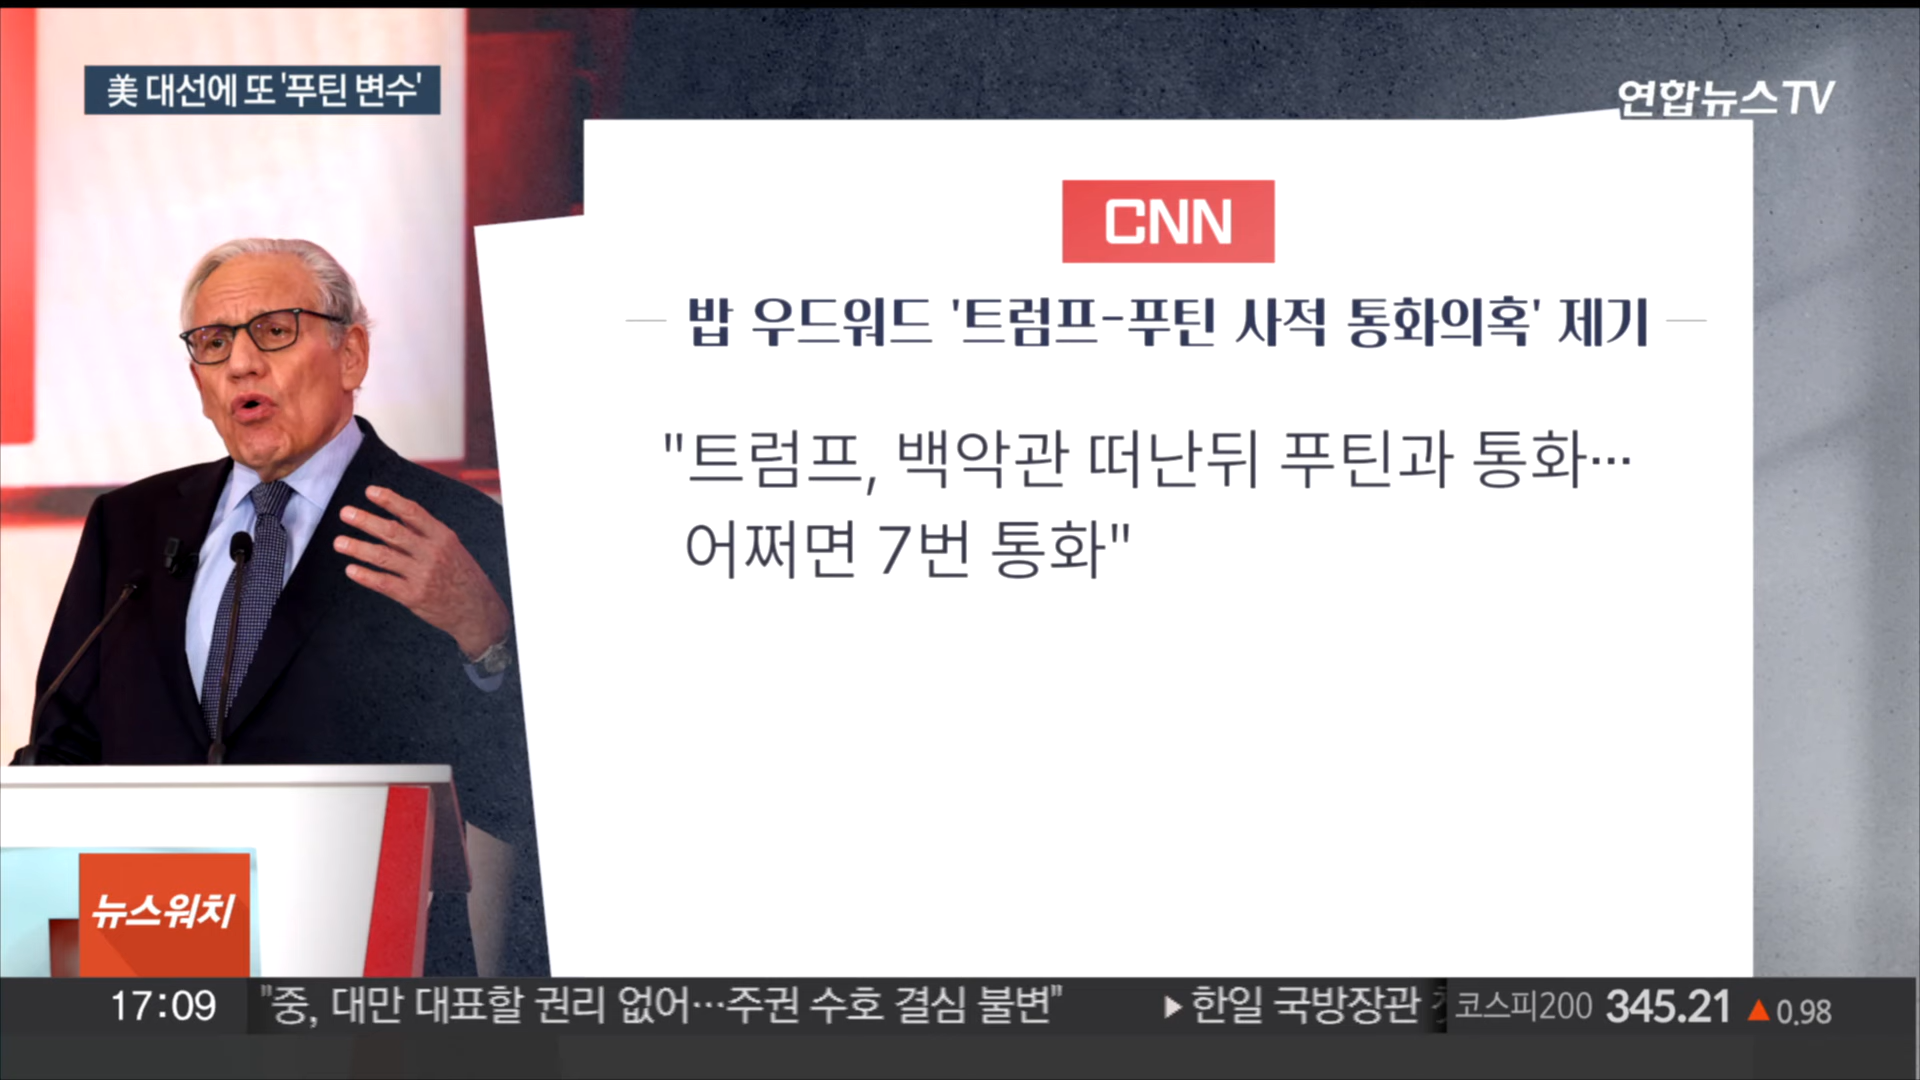 美 대선에 또 '푸틴 변수'
연합뉴스TV
CNN
밥 우드워드 '트럼프-푸틴 사적 통화의혹' 제기
"트럼프, 백악관 떠난뒤 푸틴과 통화…
어쩌면 7번 통화"
뉴스워치
17:09 "중, 대만 대표할 권리 없어…주권 수호 결심 불변" ▶한일 국방장관 코스피200 345.21 ▲0.98